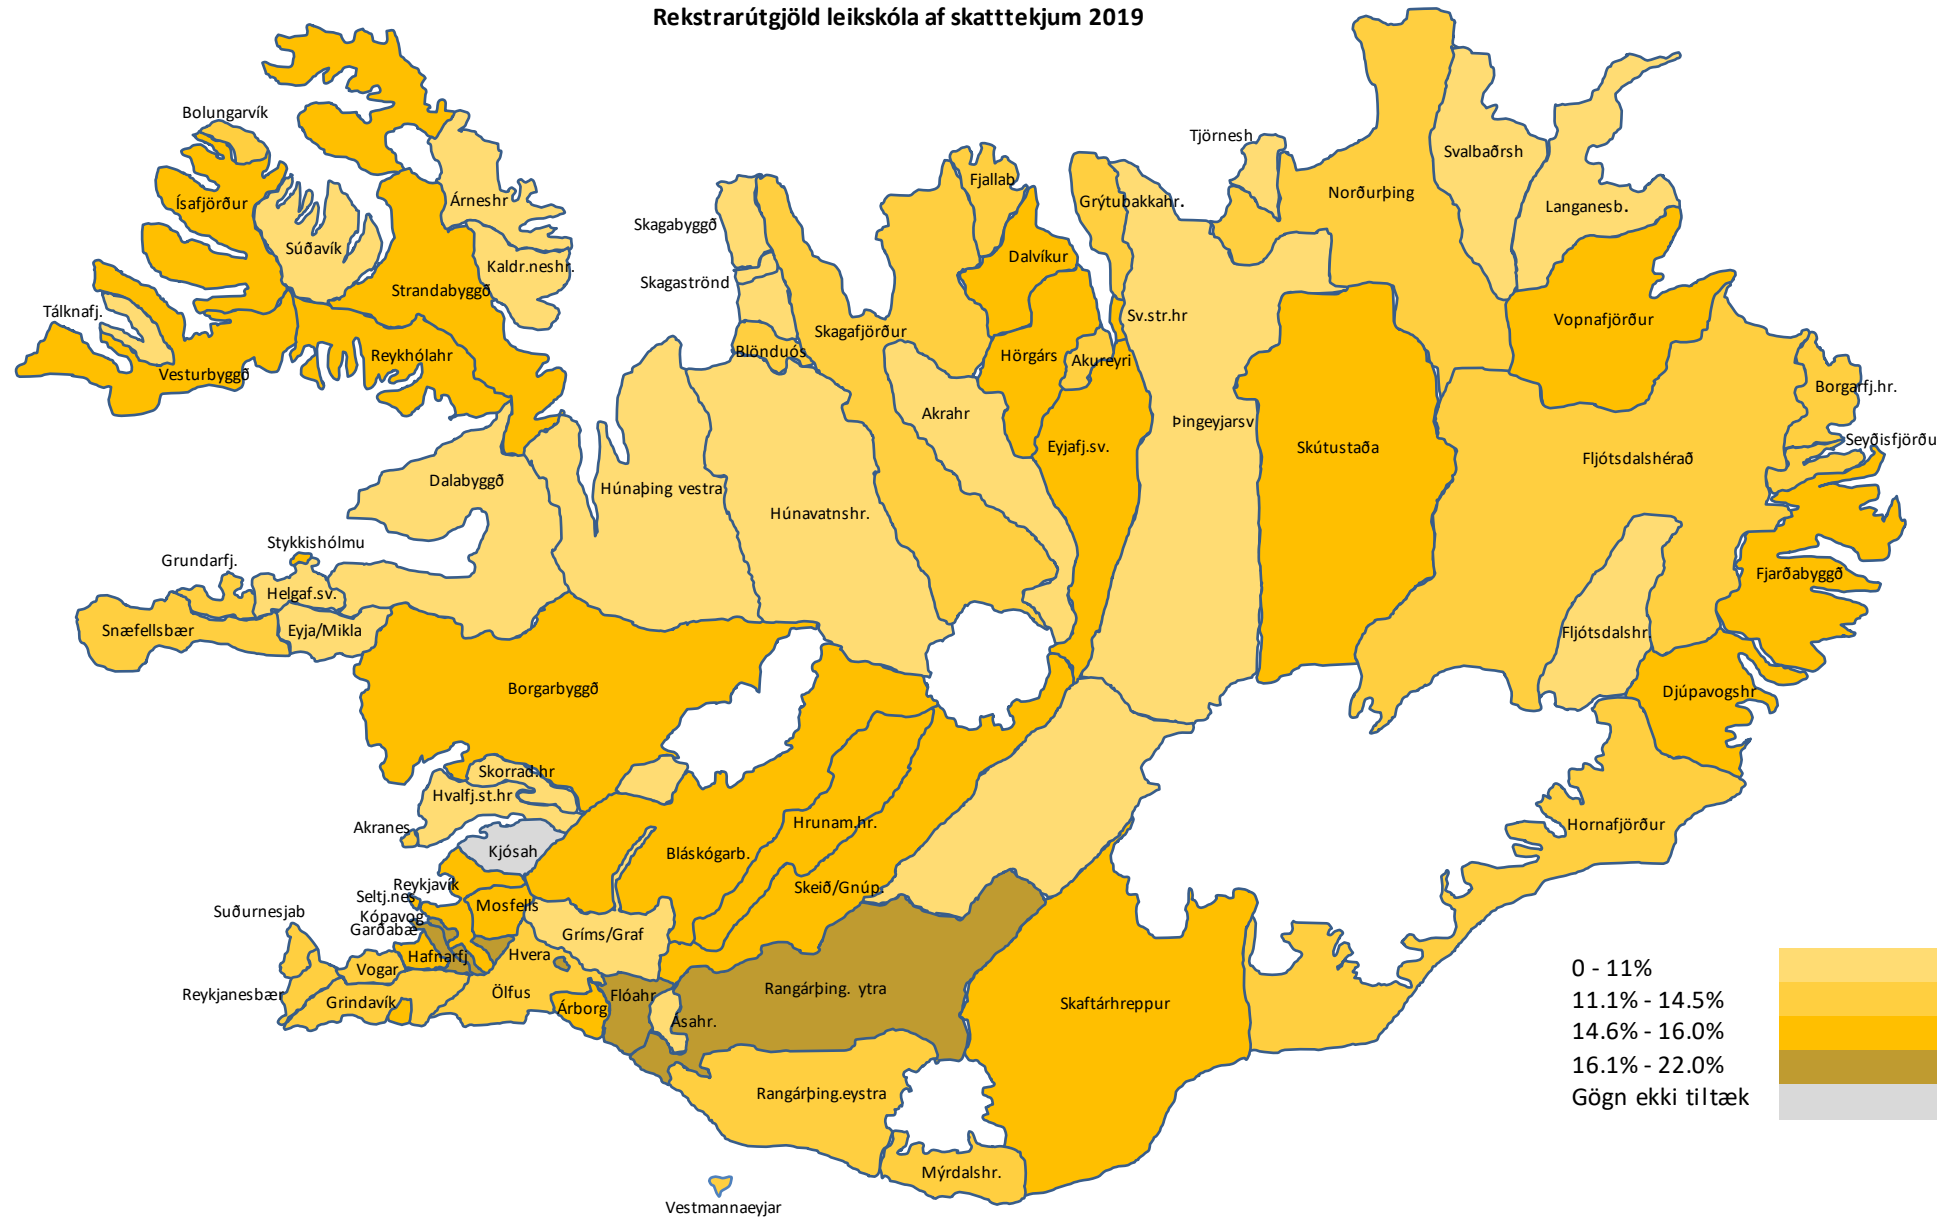 Rekstrarútgjöld leikskóla af skatttekjum 2019
Bolungarvík
Ísafjörður
Súðavík
Árneshr
Kaldr.neshr.
Strandabyggð
Tálknafj.
Vesturbyggð
Reykhólahr
Dalabyggð
Skagabyggð
Skagaströnd
Blönduós
Skagafjörður
Fjallab
Dalvíkur
Hörgárs
Akureyri
Grýtubakkahr.
Sv.str.hr
Tjörnesh
Norðurþing
Svalbaðrsh
Langanesb.
Vopnafjörður
Borgarfj.hr.
Seyðisfjörðu
Akrahr
Eyjafj.sv.
Þingeyjarsv
Skútustaða
Fljótsdalshérað
Húnaþing vestra
Húnavatnshr.
Stykkishólmu
Grundarfj.
Helgaf.sv.
Snæfellsbær
Eyja/Mikla
Fjarðabyggð
Fljótsdalshr.
Djúpavogshr
Borgarbyggð
Skorrad.hr
Hvalfj.st.hr
Akranes
Kjósah
Hrunam.hr.
Bláskógarb.
Skeið/Gnúp.
Hornafjörður
Reykjavík
Seltj.nes
Kópavog
Garðabæ
Mosfells
Suðurnesjab
Hafnarfj
Hvera
Gríms/Graf
Vogar
Reykjanesbær
Grindavík
Ölfus
Árborg
Flóahr
Ásahr.
Rangárþing. ytra
Skaftárhreppur
Rangárþing.eystra
Mýrdalshr.
Vestmannaeyjar
0 - 11%
11.1% - 14.5%
14.6% - 16.0%
16.1% - 22.0%
Gögn ekki tiltæk